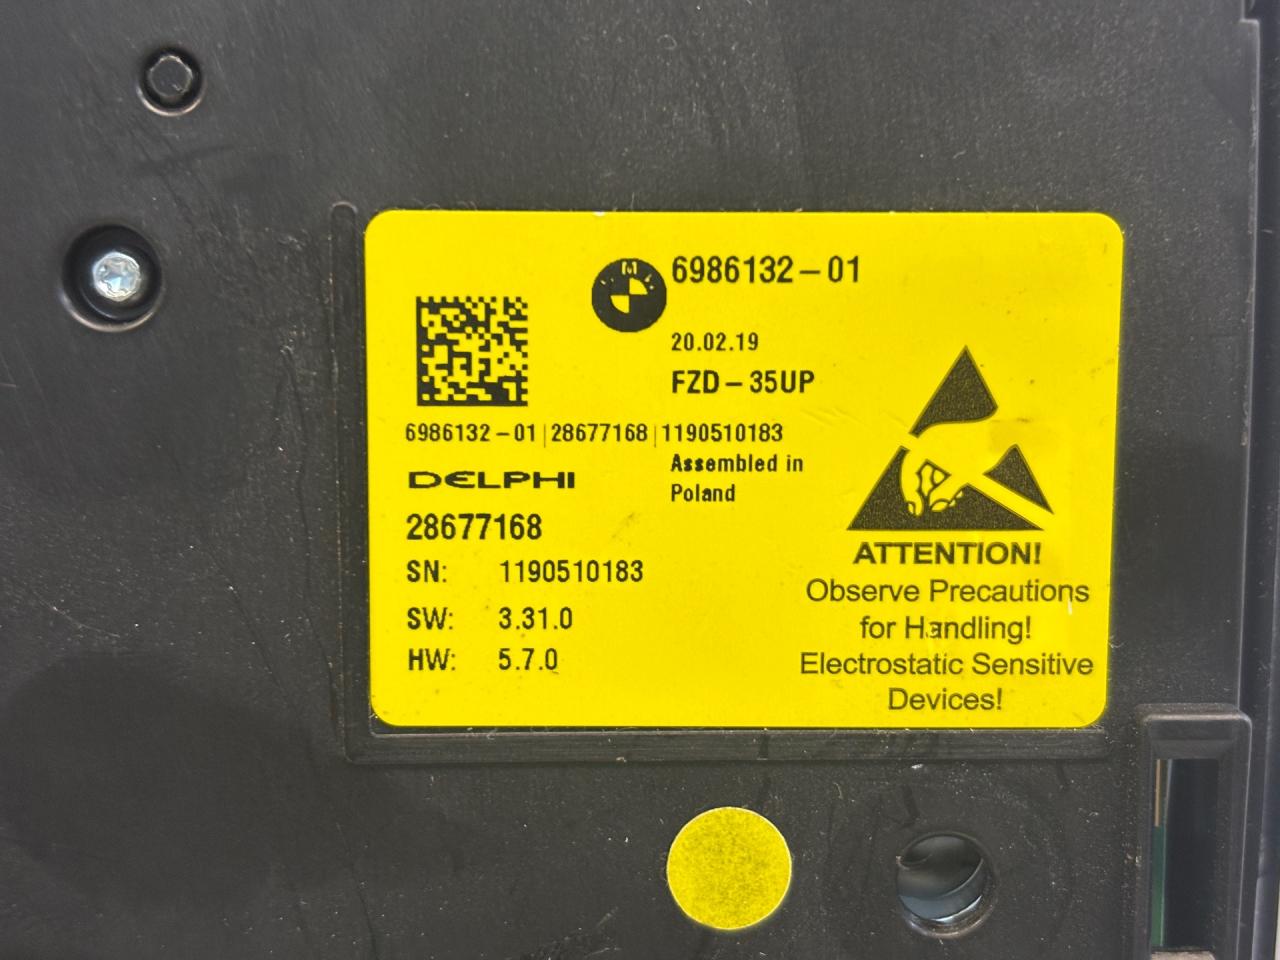 6986132-01
20.02.19
FZD-35UP
6986132-01|28677168|1190510183
DELPHI
Assembled in
Poland
28677168
SN: 1190510183
SW: 3.31.0
HW: 5.7.0
ATTENTION!
Observe Precautions
for Handling!
Electrostatic Sensitive
Devices!